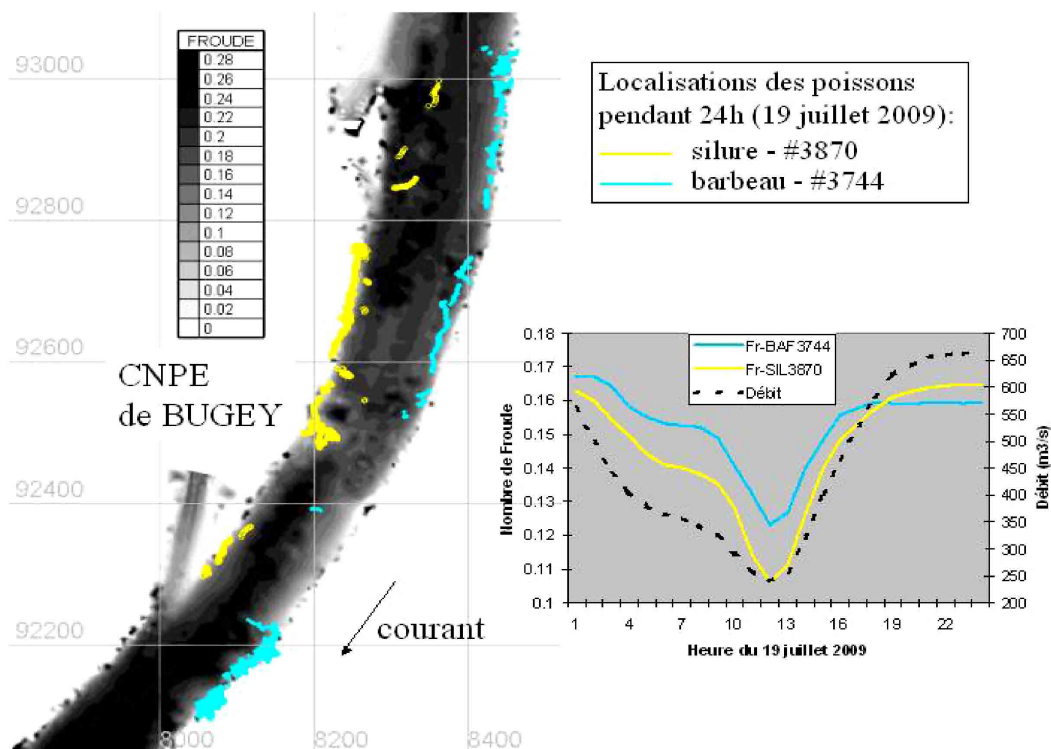 FROUDE
0.28
0.26
0.24
0.22
0.2
0.18
0.16
0.14
0.12
0.1
0.08
0.06
0.04
0.02
0
93000
92800
92600
92400
92200
8000
8200
8400
CNPE
de BUGEY
courant
Localisations des poissons
pendant 24h (19 juillet 2009):
silure - #3870
barbeau - #3744
Fr-BAF3744
Fr-SIL3870
Débit
Nombre de Froude
0.18
0.17
0.16
0.15
0.14
0.13
0.12
0.11
0.1
Débit (m3/s)
700
650
600
550
500
450
400
350
300
250
200
1 4 7 10 13 16 19 22
Heure du 19 juillet 2009